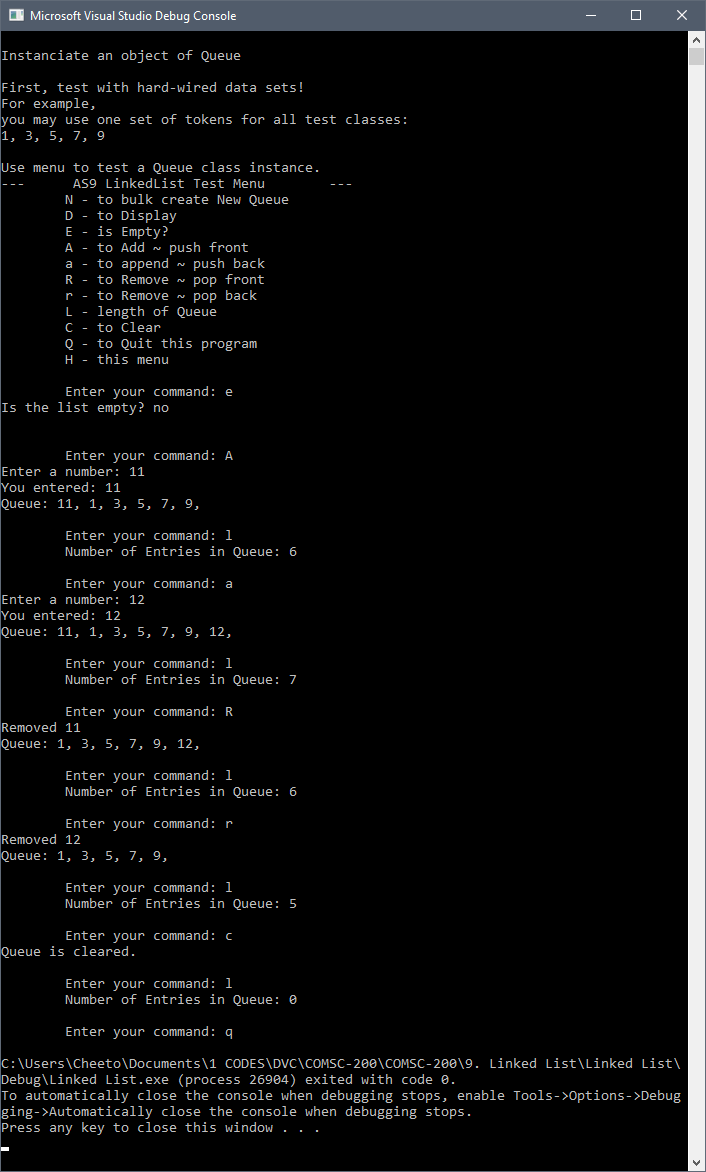 Microsoft Visual Studio Debug Console
Instanciate an object of Queue
First, test with hard-wired data sets!
For example,
you may use one set of tokens for all test classes:
1, 3, 5, 7, 9
Use menu to test a Queue class instance.
---      AS9 LinkedList Test Menu        ---
N - to bulk create New Queue
D - to Display
E - is Empty?
A - to Add ~ push front
a - to append ~ push back
R - to Remove ~ pop front
r - to Remove ~ pop back
L - length of Queue
C - to Clear
Q - to Quit this program
H - this menu
Enter your command: e
Is the list empty? no
Enter your command: A
Enter a number: 11
You entered: 11
Queue: 11, 1, 3, 5, 7, 9,
Enter your command: l
Number of Entries in Queue: 6
Enter your command: a
Enter a number: 12
You entered: 12
Queue: 11, 1, 3, 5, 7, 9, 12,
Enter your command: l
Number of Entries in Queue: 7
Enter your command: R
Removed 11
Queue: 1, 3, 5, 7, 9, 12,
Enter your command: l
Number of Entries in Queue: 6
Enter your command: r
Removed 12
Queue: 1, 3, 5, 7, 9,
Enter your command: l
Number of Entries in Queue: 5
Enter your command: c
Queue is cleared.
Enter your command: l
Number of Entries in Queue: 0
Enter your command: q
C:\Users\Cheeto\Documents\1 CODES\DVC\COMSC-200\COMSC-200\9. Linked List\Linked List\
Debug\Linked List.exe (process 26904) exited with code 0.
To automatically close the console when debugging stops, enable Tools->Options->Debug
ging->Automatically close the console when debugging stops.
Press any key to close this window . . .